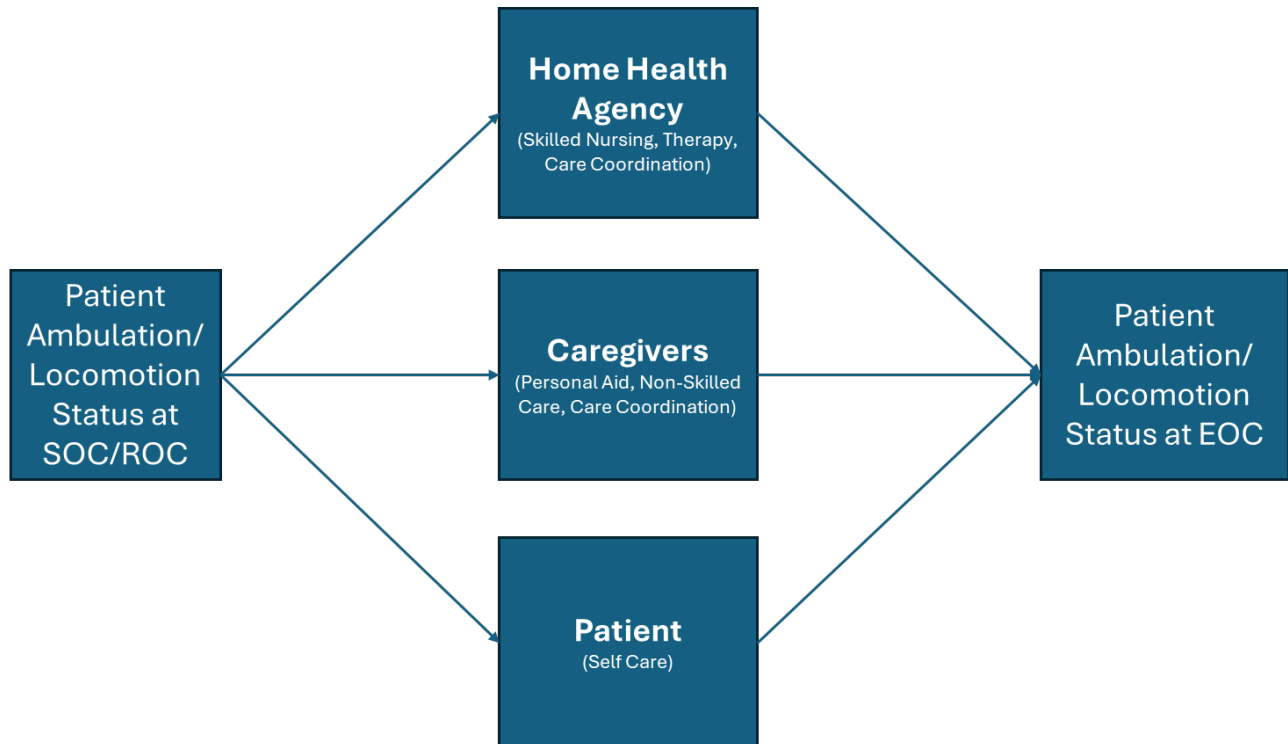 Home Health
Agency
(Skilled Nursing, Therapy,
Care Coordination)
Patient
Ambulation/
Locomotion
Status at
SOC/ROC
Caregivers
(Personal Aid, Non-Skilled
Care, Care Coordination)
Patient
Ambulation/
Locomotion
Status at EOC
Patient
(Self Care)